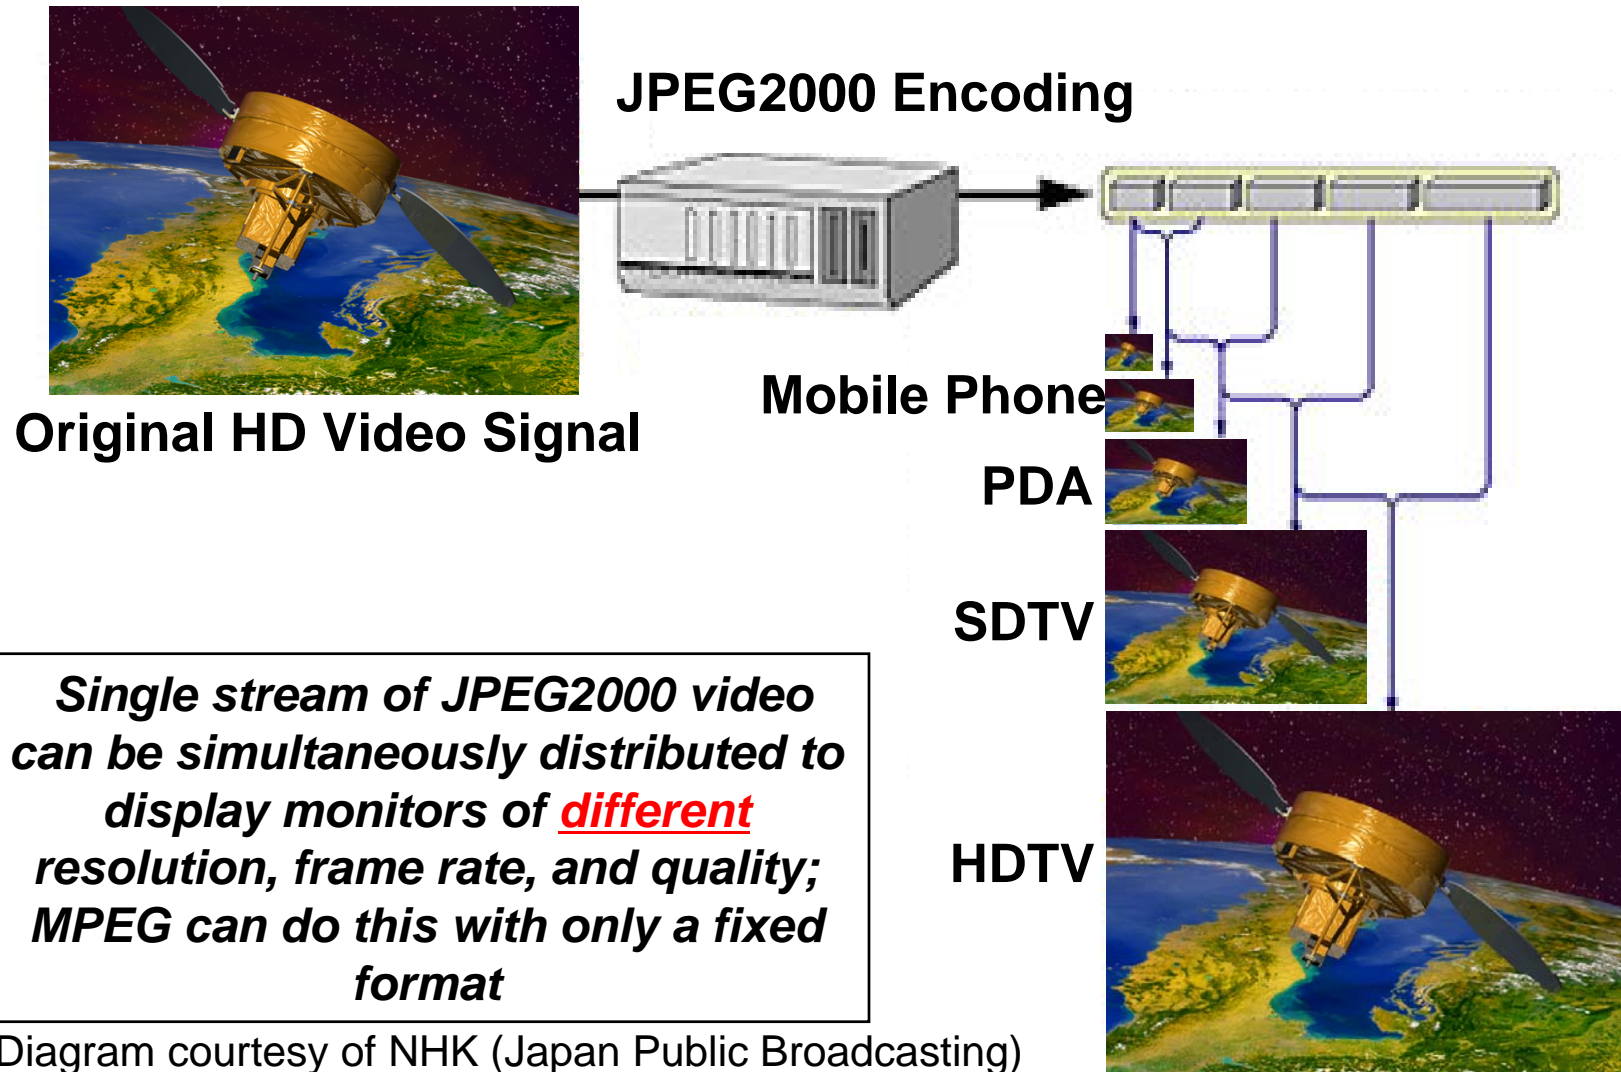 JPEG2000 Encoding
Original HD Video Signal
Mobile Phone
PDA
SDTV
HDTV
Single stream of JPEG2000 video
can be simultaneously distributed to
display monitors of different
resolution, frame rate, and quality;
MPEG can do this with only a fixed
format
Diagram courtesy of NHK (Japan Public Broadcasting)